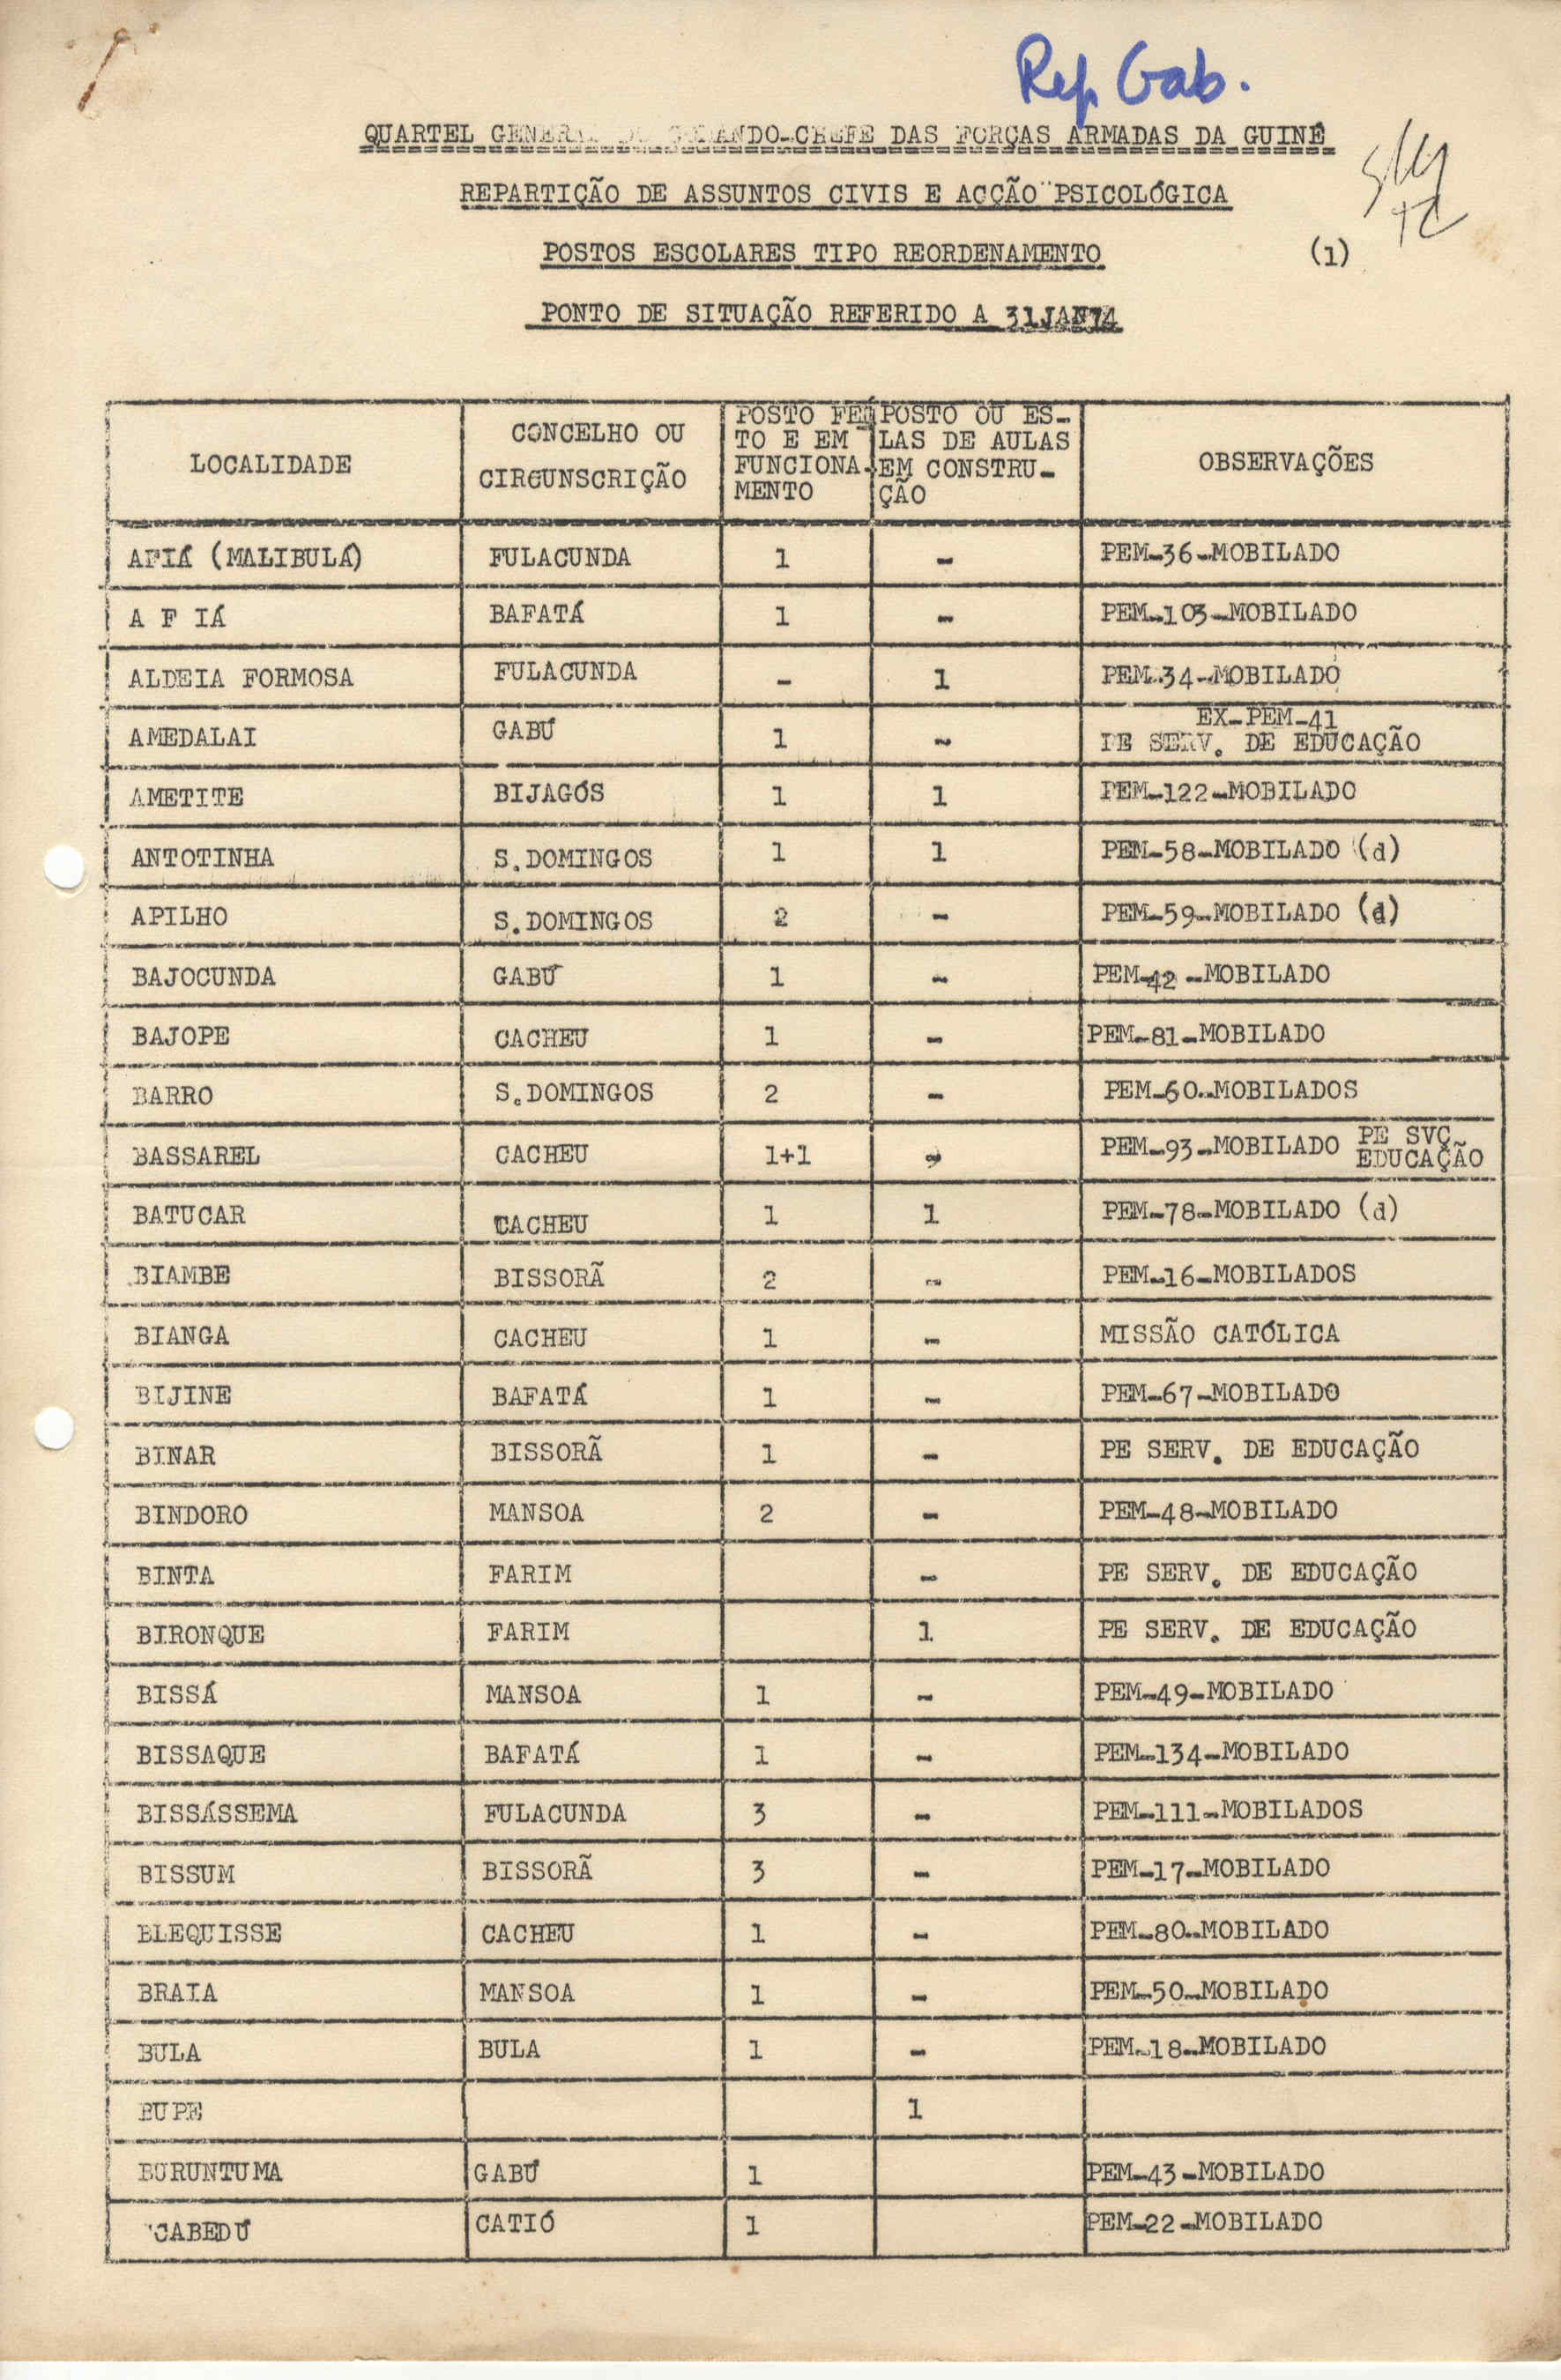 Rep Gab.
QUARTEL GENERAL DO COMANDO-CHEFE DAS FORÇAS ARMADAS DA GUINÉ
REPARTIÇÃO DE ASSUNTOS CIVIS E ACÇÃO PSICOLÓGICA
POSTOS ESCOLARES TIPO REORDENAMENTO (1)
PONTO DE SITUAÇÃO REFERIDO A 31JAN74
LOCALIDADE
CONCELHO OU
CIRCUNSCRIÇÃO
POSTO FEI
TO E EM
FUNCIONA-
MENTO
POSTO OU ES-
LAS DE AULAS
EM CONSTRU-
ÇÃO
OBSERVAÇÕES
AFIÁ (MALIBULÁ) FULACUNDA 1 - PEM-36-MOBILADO
A F IÁ BAFATÁ 1 - PEM-103-MOBILADO
ALDEIA FORMOSA FULACUNDA - 1 PEM-34-MOBILADO
AMEDALAI GABÚ 1 - EX-PEM-41
PE SERV. DE EDUCAÇÃO
AMETITE BIJAGÓS 1 1 PEM-122-MOBILADO
ANTOTINHA S.DOMINGOS 1 1 PEM-58-MOBILADO (d)
APILHO S.DOMINGOS 2 - PEM-59-MOBILADO (d)
BAJOCUNDA GABÚ 1 - PEM-42-MOBILADO
BAJOPE CACHEU 1 - PEM-81-MOBILADO
BARRO S.DOMINGOS 2 - PEM-60-MOBILADOS
BASSAREL CACHEU 1+1 - PEM-93-MOBILADO PE SVÇ
EDUCAÇÃO
BATUCAR CACHEU 1 1 PEM-78-MOBILADO (d)
BIAMBE BISSORÃ 2 - PEM-16-MOBILADOS
BIANGA CACHEU 1 - MISSÃO CATÓLICA
BIJINE BAFATÁ 1 - PEM-67-MOBILADO
BINAR BISSORÃ 1 - PE SERV. DE EDUCAÇÃO
BINDORO MANSOA 2 - PEM-48-MOBILADO
BINTA FARIM - PE SERV. DE EDUCAÇÃO
BIRONQUE FARIM 1 PE SERV. DE EDUCAÇÃO
BISSÁ MANSOA 1 - PEM-49-MOBILADO
BISSAQUE BAFATÁ 1 - PEM-134-MOBILADO
BISSÁSSEMA FULACUNDA 3 - PEM-111-MOBILADOS
BISSUM BISSORÃ 3 - PEM-17-MOBILADO
BLEQUISSE CACHEU 1 - PEM-80-MOBILADO
BRAIA MANSOA 1 - PEM-50-MOBILADO
BULA BULA 1 - PEM-18-MOBILADO
BUPE 1
BURUNTUMA GABÚ 1 PEM-43-MOBILADO
CABEDÚ CATIÓ 1 PEM-22-MOBILADO